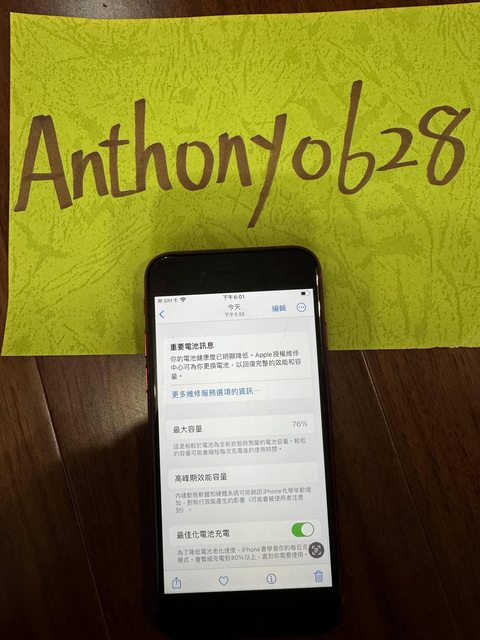 Anthony0628
無SIM卡
下午6:01
今天
下午5:55
編輯
重要電池訊息
你的電池健康度已明顯降低。Apple授權維修
中心可為你更換電池，以回復完整的效能和容
量。
更多維修服務選項的資訊⋯
最大容量 76%
這是相較於電池為全新狀態時測量的電池容量。較低
的容量可能會縮短每次充電後的使用時間。
高峰期效能容量
內建動態軟體和硬體系統可抵銷因iPhone化學年齡增
加，對執行效能產生的影響（可能會被使用者注意
到）。
最佳化電池充電
為了降低電池老化速度，iPhone會學習你的每日充
模式，會暫緩充電到80%以上，直到你需要使用。